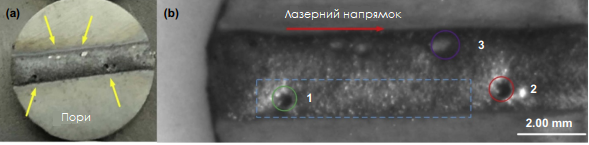 (a)
Пори
(b)
Лазерний напрямок
3
1
2
2.00 mm